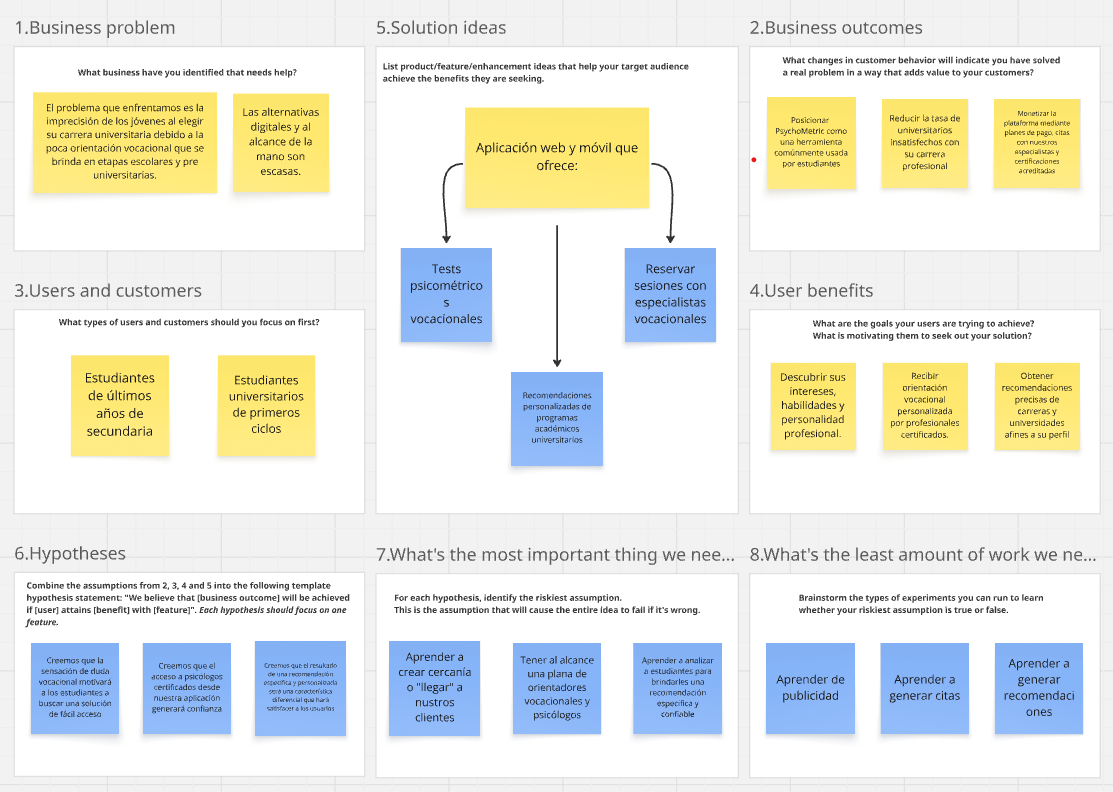 1.Business problem
What business have you identified that needs help?
El problema que enfrentamos es la
imprecisión de los jóvenes al elegir
su carrera universitaria debido a la
poca orientación vocacional que se
brinda en etapas escolares y pre
universitarias.
Las alternativas
digitales y al
alcance de la
mano son
escasas.
5.Solution ideas
List product/feature/enhancement ideas that help your target audience
achieve the benefits they are seeking.
Aplicación web y móvil que
ofrece:
Tests
psicométrico
s
vocacionales
Reservar
sesiones con
especialistas
vocacionales
Recomendaciones
personalizadas de
programas
académicos
universitarios
2.Business outcomes
What changes in customer behavior will indicate you have solved
a real problem in a way that adds value to your customers?
Posicionar
PsychoMetric como
una herramienta
comúnmente usada
por estudiantes
Reducir la tasa de
universitarios
insatisfechos con
su carrera
profesional
Monetizar la
plataforma mediante
planes de pago, citas
con nuestros
especialistas y
certificaciones
acreditadas
3.Users and customers
What types of users and customers should you focus on first?
Estudiantes
de últimos
años de
secundaria
Estudiantes
universitarios
de primeros
ciclos
4.User benefits
What are the goals your users are trying to achieve?
What is motivating them to seek out your solution?
Descubrir sus
intereses,
habilidades y
personalidad
profesional.
Recibir
orientación
vocacional
personalizada
por profesionales
certificados.
Obtener
recomendaciones
precisas de
carreras y
universidades
afines a su perfil
6.Hypotheses
Combine the assumptions from 2, 3, 4 and 5 into the following template
hypothesis statement: "We believe that [business outcome] will be achieved
if [user] attains [benefit] with [feature]". Each hypothesis should focus on one
feature.
Creemos que la
sensación de duda
vocacional motivará
a los estudiantes a
buscar una solución
de fácil acceso
Creemos que el
acceso a psicólogos
certificados desde
nuestra aplicación
generará confianza
Creemos que el resultado
de una recomendación
específica y personalizada
será una característica
diferencial que hará
satisfacer a los usuarios
7.What's the most important thing we nee...
For each hypothesis, identify the riskiest assumption.
This is the assumption that will cause the entire idea to fail if it's wrong.
Aprender a
crear cercanía
o "llegar" a
nustros
clientes
Tener al alcance
una plana de
orientadores
vocacionales y
psicólogos
Aprender a analizar
a estudiantes para
brindarles una
recomendación
específica y
confiable
8.What's the least amount of work we ne...
Brainstorm the types of experiments you can run to learn
whether your riskiest assumption is true or false.
Aprender de
publicidad
Aprender a
generar citas
Aprender a
generar
recomendaci
ones